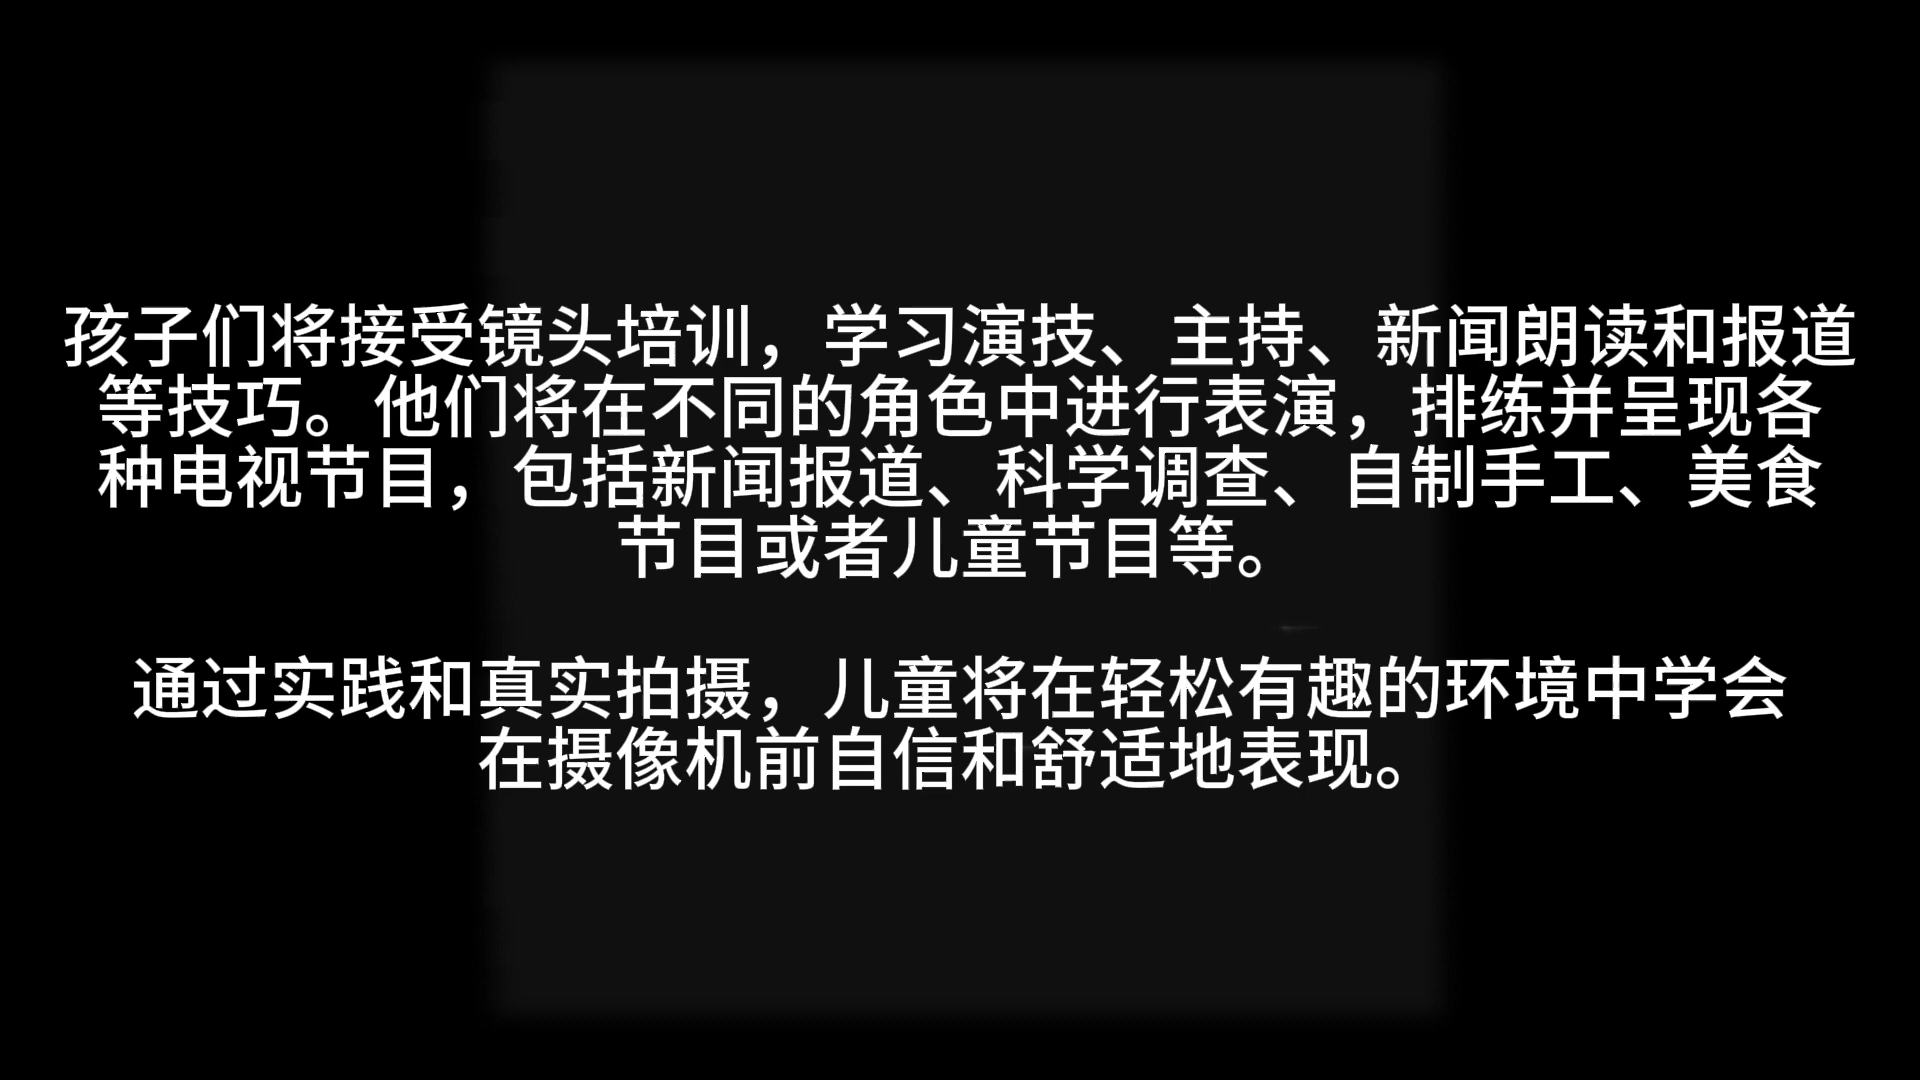 孩子们将接受镜头培训，学习演技、主持、新闻朗读和报道
等技巧。他们将在不同的角色中进行表演，排练并呈现各
种电视节目，包括新闻报道、科学调查、自制手工、美食
节目或者儿童节目等。
通过实践和真实拍摄，儿童将在轻松有趣的环境中学会
在摄像机前自信和舒适地表现。